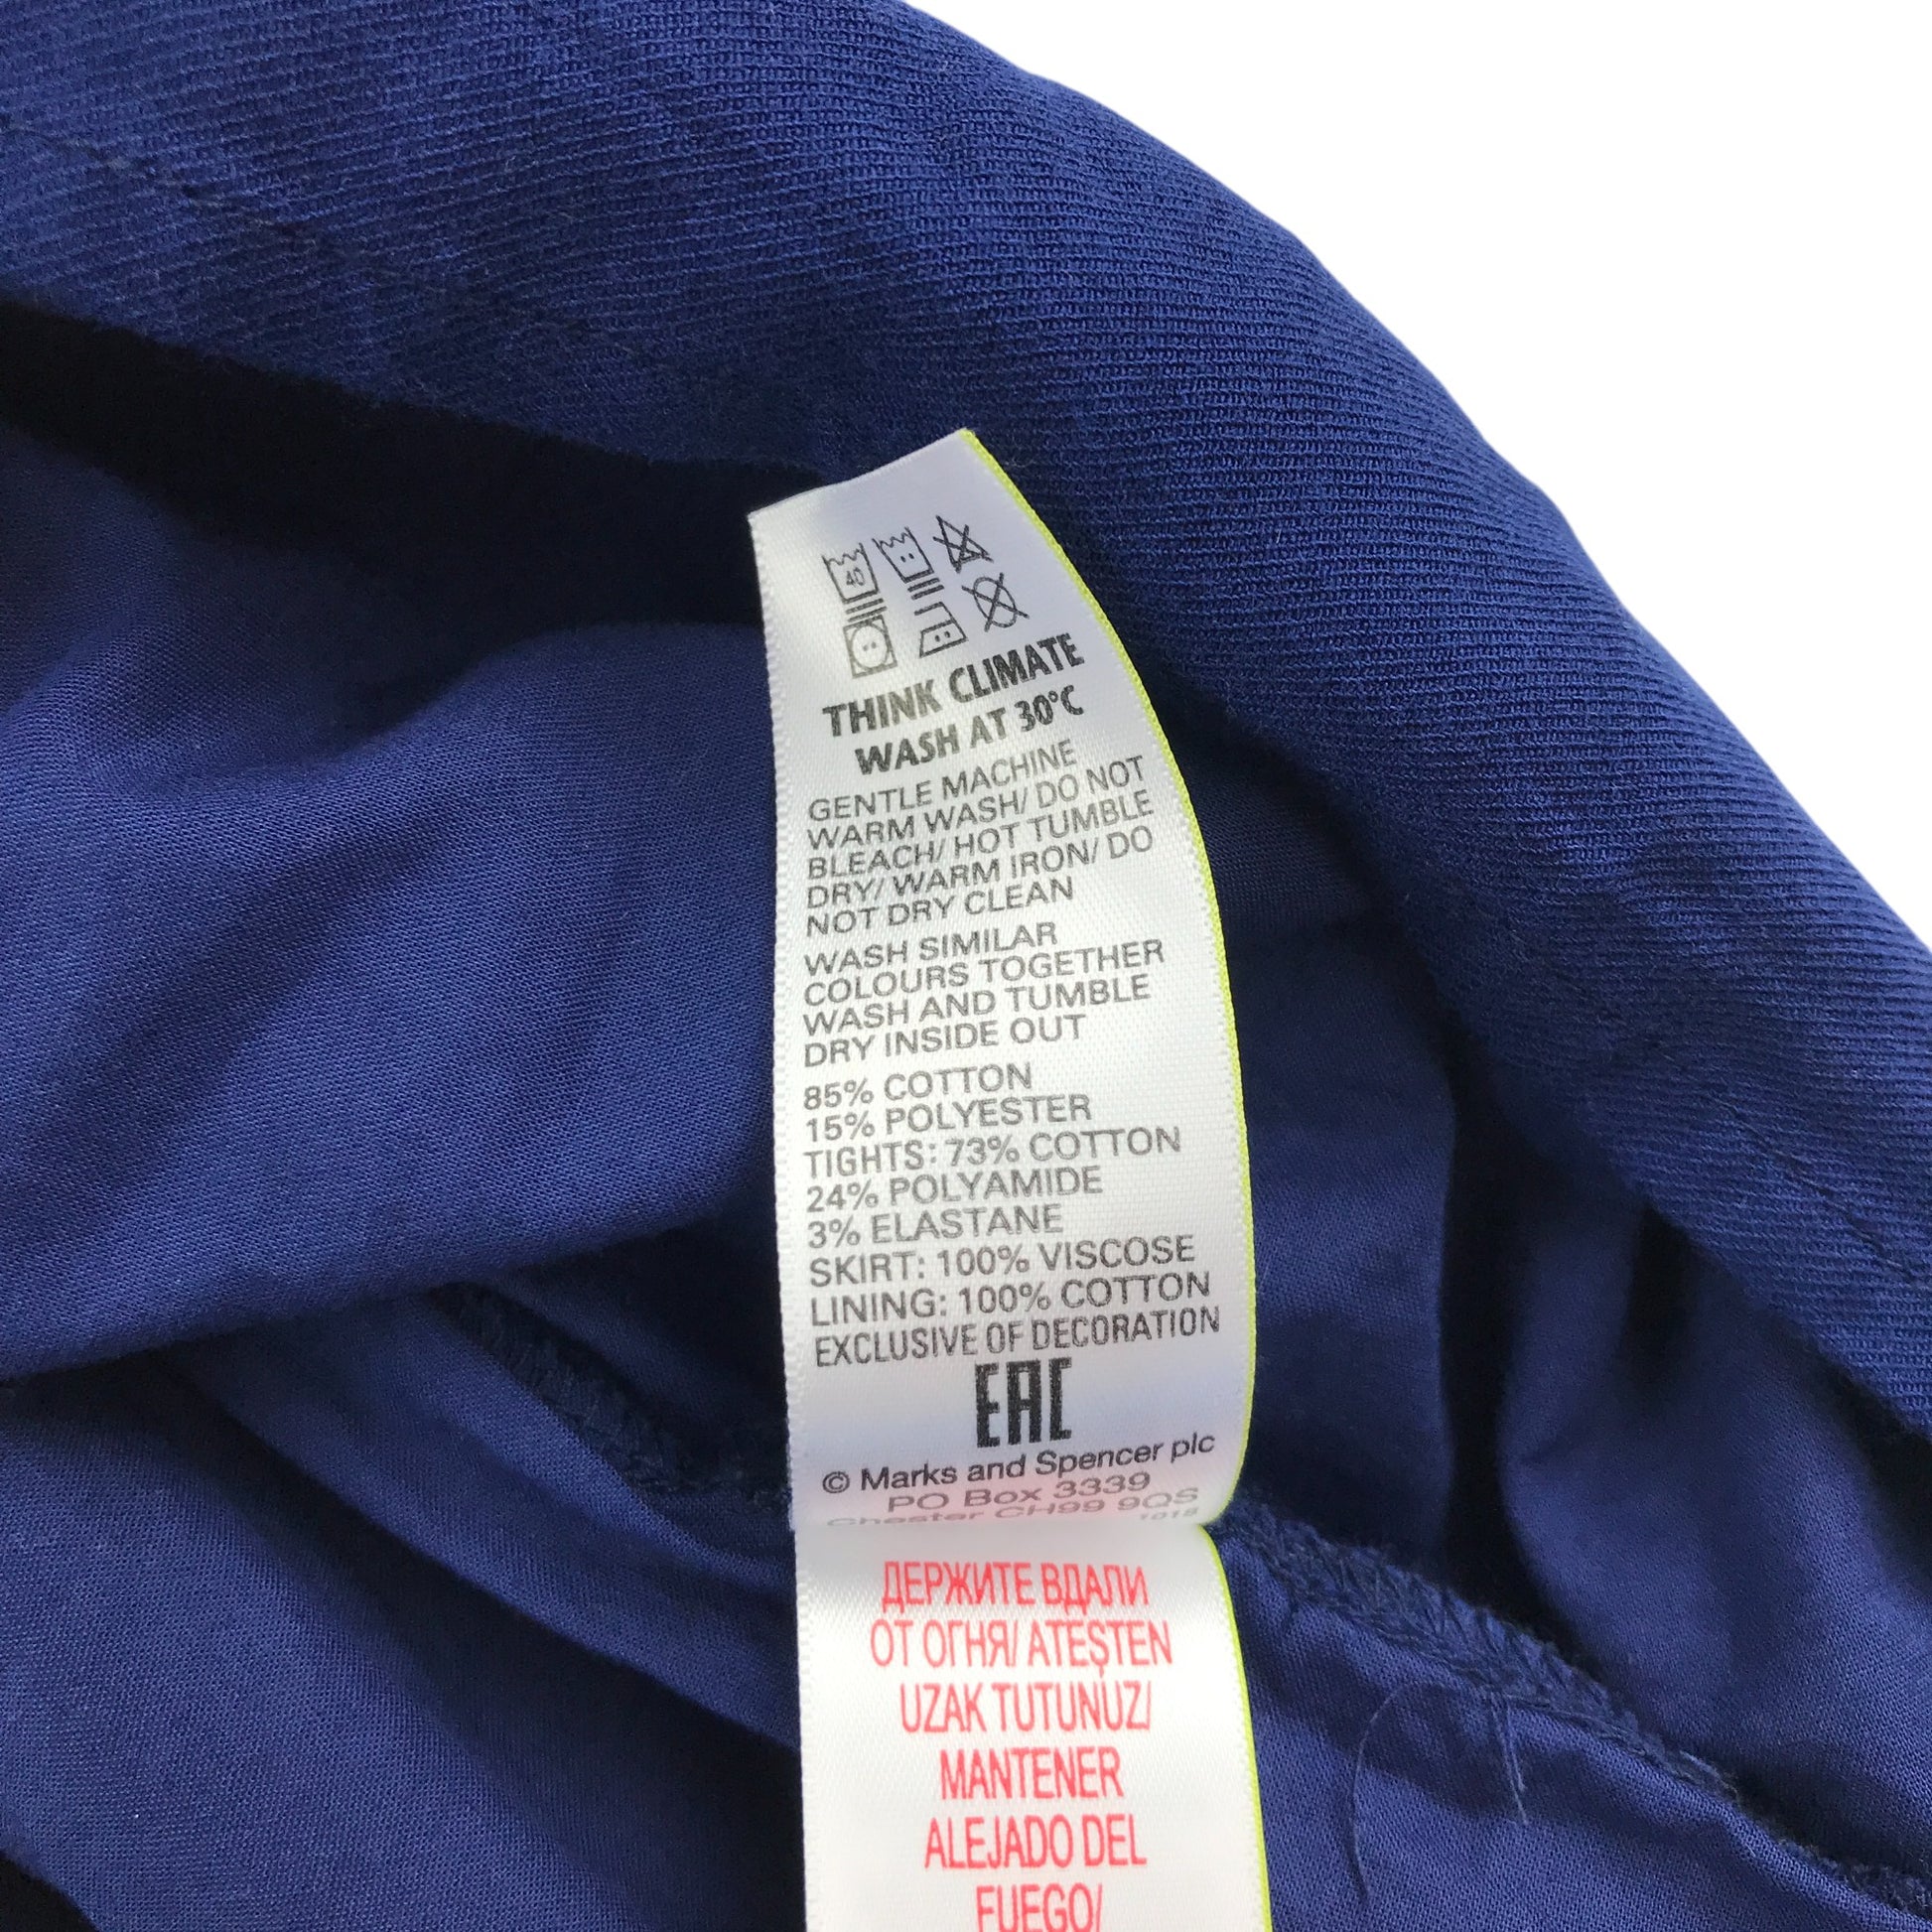 40
THINK CLIMATE
WASH AT 30°C
GENTLE MACHINE
WARM WASH/ DO NOT
BLEACH/ HOT TUMBLE
DRY/ WARM IRON/ DO
NOT DRY CLEAN
WASH SIMILAR
COLOURS TOGETHER
WASH AND TUMBLE
DRY INSIDE OUT
85% COTTON
15% POLYESTER
TIGHTS: 73% COTTON
24% POLYAMIDE
3% ELASTANE
SKIRT: 100% VISCOSE
LINING: 100% COTTON
EXCLUSIVE OF DECORATION
EAC
© Marks and Spencer plc
PO Box 3339
Chester CH99 9QS
ДЕРЖИТЕ ВДАЛИ
ОТ ОГНЯ/ ATEŞTEN
UZAK TUTUNUZ/
MANTENER
ALEJADO DEL
FUEGO/